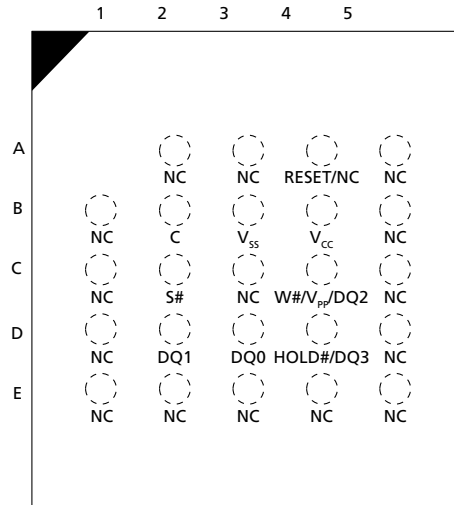 1 2 3 4 5
A
NC NC RESET/NC NC
B
NC C VSS VCC NC
C
NC S# NC W#/VPP/DQ2 NC
D
NC DQ1 DQ0 HOLD#/DQ3 NC
E
NC NC NC NC NC